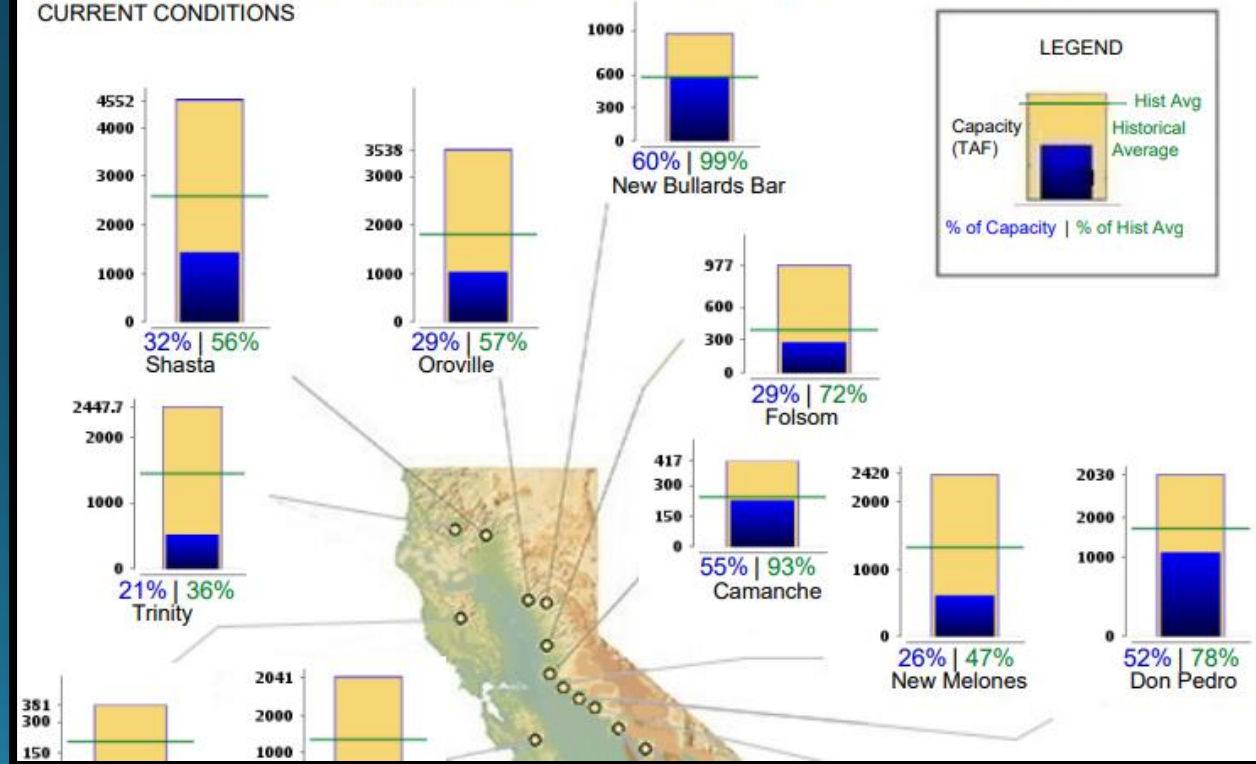 CURRENT CONDITIONS
4552
4000
3000
2000
1000
0
32% | 56%
Shasta
3538
3000
2000
1000
0
29% | 57%
Oroville
1000
600
300
0
60% | 99%
New Bullards Bar
LEGEND
Hist Avg
Capacity
(TAF)
Historical
Average
% of Capacity | % of Hist Avg
977
600
300
0
29% | 72%
Folsom
2447.7
2000
1000
0
21% | 36%
Trinity
417
300
150
0
55% | 93%
Camanche
2420
2000
1000
0
26% | 47%
New Melones
2030
2000
1000
0
52% | 78%
Don Pedro
381
300
150
2041
2000
1000